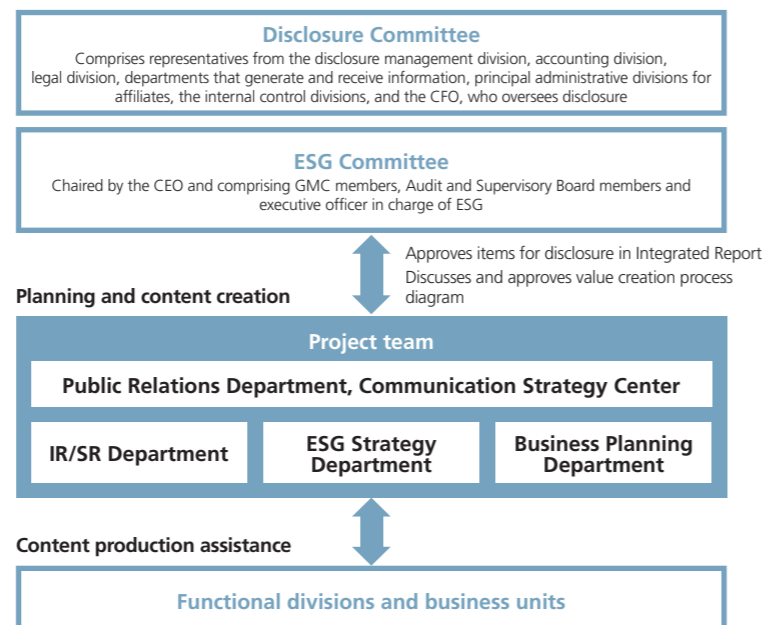 Disclosure Committee
Comprises representatives from the disclosure management division, accounting division,
legal division, departments that generate and receive information, principal administrative divisions for
affiliates, the internal control divisions, and the CFO, who oversees disclosure
ESG Committee
Chaired by the CEO and comprising GMC members, Audit and Supervisory Board members and
executive officer in charge of ESG
Approves items for disclosure in Integrated Report
Discusses and approves value creation process
diagram
Planning and content creation
Project team
Public Relations Department, Communication Strategy Center
IR/SR Department
ESG Strategy
Department
Business Planning
Department
Content production assistance
Functional divisions and business units